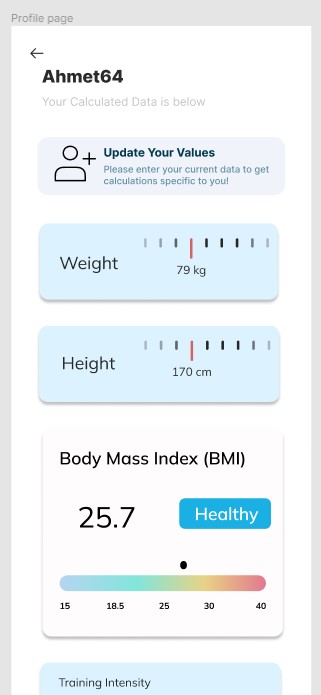 Profile page
Ahmet64
Your Calculated Data is below
Update Your Values
Please enter your current data to get
calculations specific to you!
Weight
79 kg
Height
170 cm
Body Mass Index (BMI)
25.7
Healthy
15 18.5 25 30 40
Training Intensity